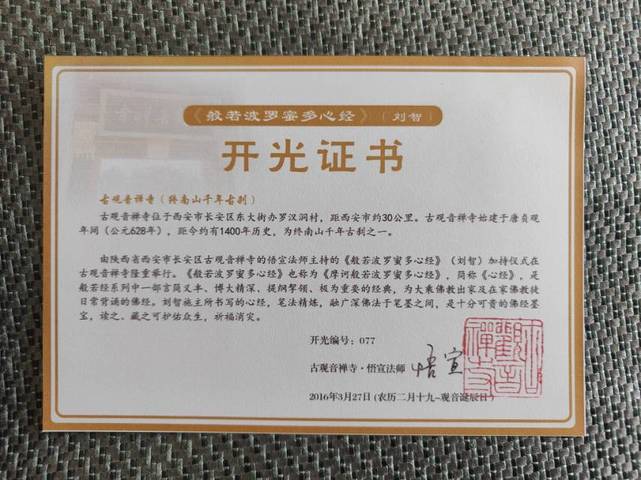 《般若波罗蜜多心经》（刘智）
开光证书
古观音禅寺（终南山千年古刹）
古观音禅寺位于西安市长安区东大街办罗汉洞村，距西安市约30公里。古观音禅寺始建于唐贞观
年间（公元628年），距今约有1400年历史，为终南山千年古刹之一。
由陕西省西安市长安区古观音禅寺的悟宣法师主持的《般若波罗蜜多心经》（刘智）加持仪式在
古观音禅寺隆重举行。《般若波罗蜜多心经》也称为《摩诃般若波罗蜜多心经》，简称《心经》，是
般若经系列中一部言简义丰、博大精深、提纲挈领、极为重要的经典，为大乘佛教出家及在家佛教徒
日常背诵的佛经。刘智施主所书写的心经，笔法精炼，融广深佛法于笔墨之间，是十分可贵的佛经墨
宝，读之、藏之可护佑众生，祈福消灾。
开光编号：077
古观音禅寺·悟宣法师 悟宣
2016年3月27日 (农历二月十九-观音诞辰日)